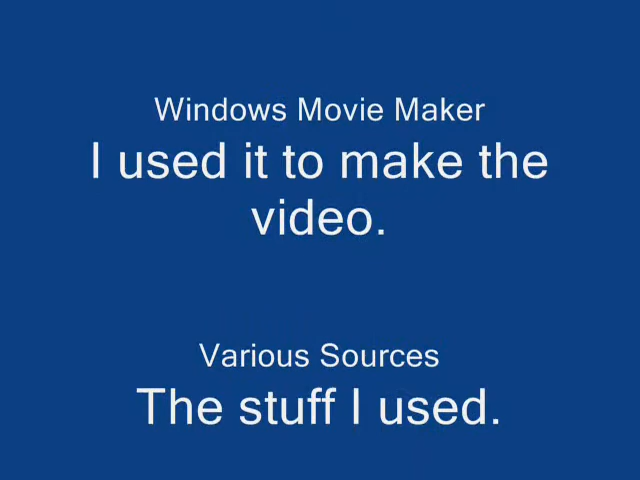 Windows Movie Maker
I used it to make the
video.
Various Sources
The stuff I used.